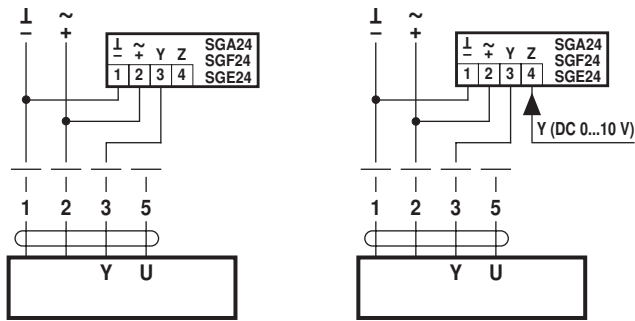 ⊥ ~
– +
⊥ ~ Y Z SGA24
– + SGF24
1 2 3 4 SGE24
1 2 3 5
Y U
⊥ ~
– +
⊥ ~ Y Z SGA24
– + SGF24
1 2 3 4 SGE24
Y (DC 0...10 V)
1 2 3 5
Y U